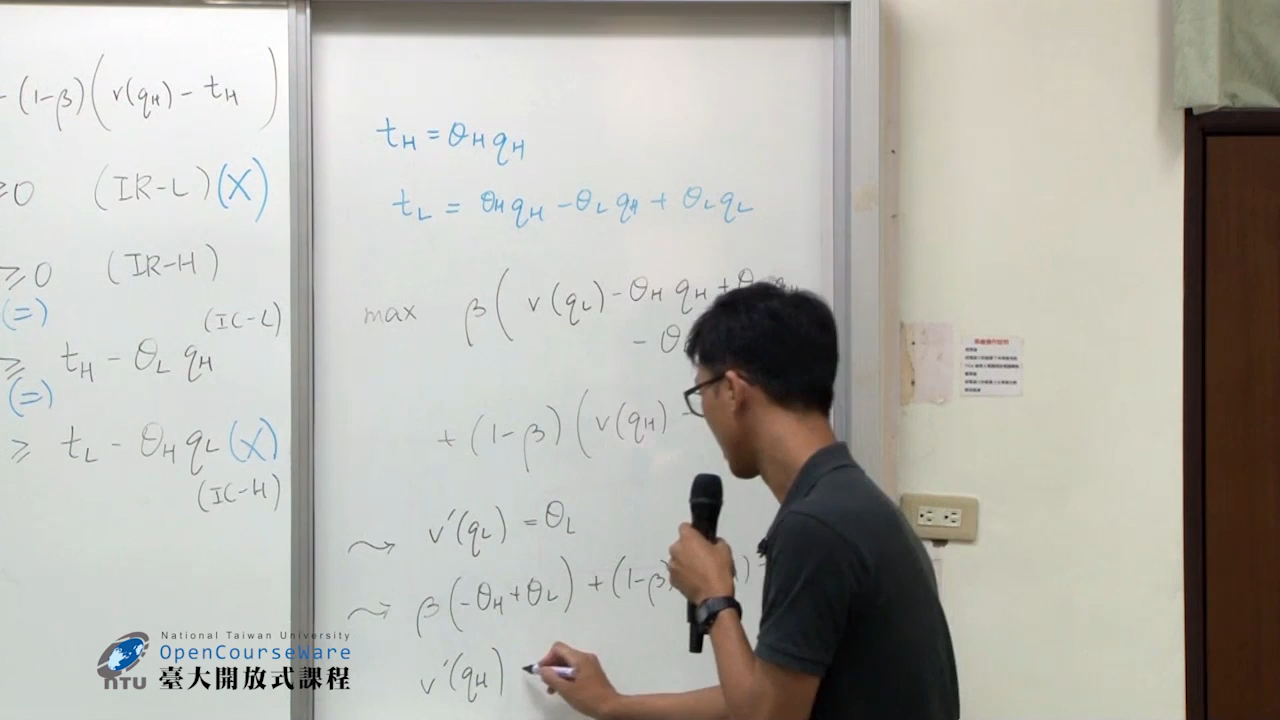 - (1-β)(v(qH) - tH)
≥0 (IR-L)(X)
≥0 (IR-H)
(=) (IC-L)
≥ tH - θL qH
(=)
≥ tL - θH qL (X)
(IC-H)
tH = θH qH
tL = θH qH - θL qH + θL qL
max β( v(qL) - θH qH + θ
- θ
+ (1-β)(v(qH) -
⤳ v'(qL) = θL
⤳ β(-θH + θL) + (1-β)
v'(qH)
National Taiwan University
OpenCourseWare
NTU 臺大開放式課程